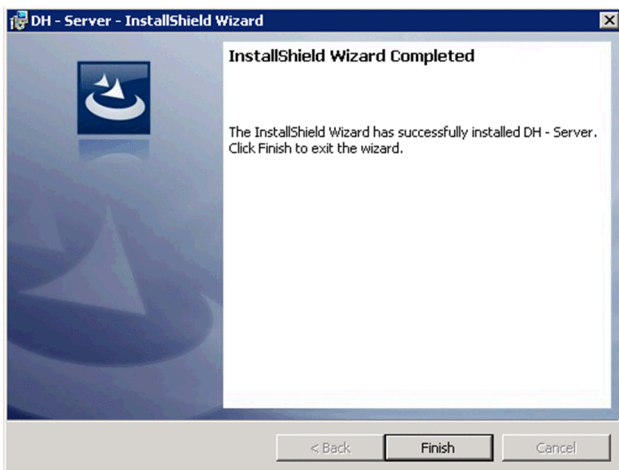 DH - Server - InstallShield Wizard
InstallShield Wizard Completed
The InstallShield Wizard has successfully installed DH - Server.
Click Finish to exit the wizard.
< Back
Finish
Cancel